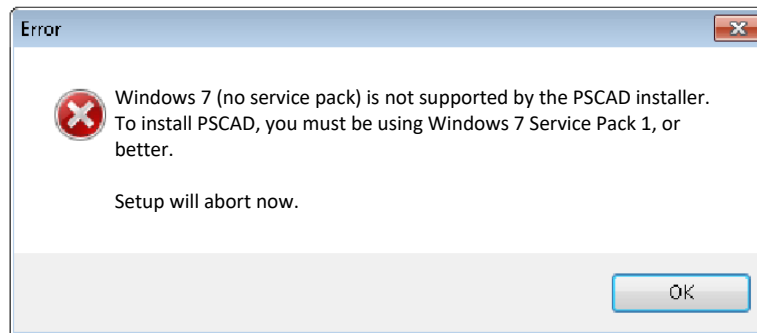 Error
Windows 7 (no service pack) is not supported by the PSCAD installer.
To install PSCAD, you must be using Windows 7 Service Pack 1, or
better.
Setup will abort now.
OK